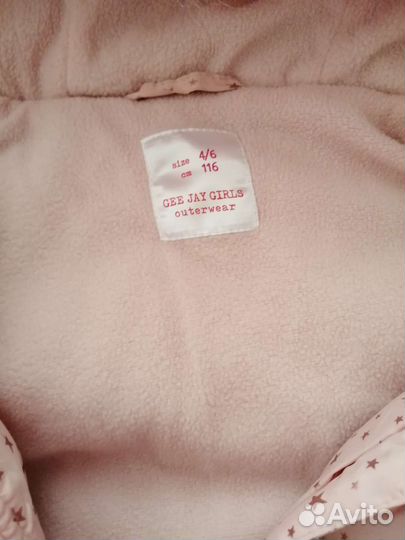 size 4/6
cm 116
GEE JAY GIRLS
outerwear
Avito